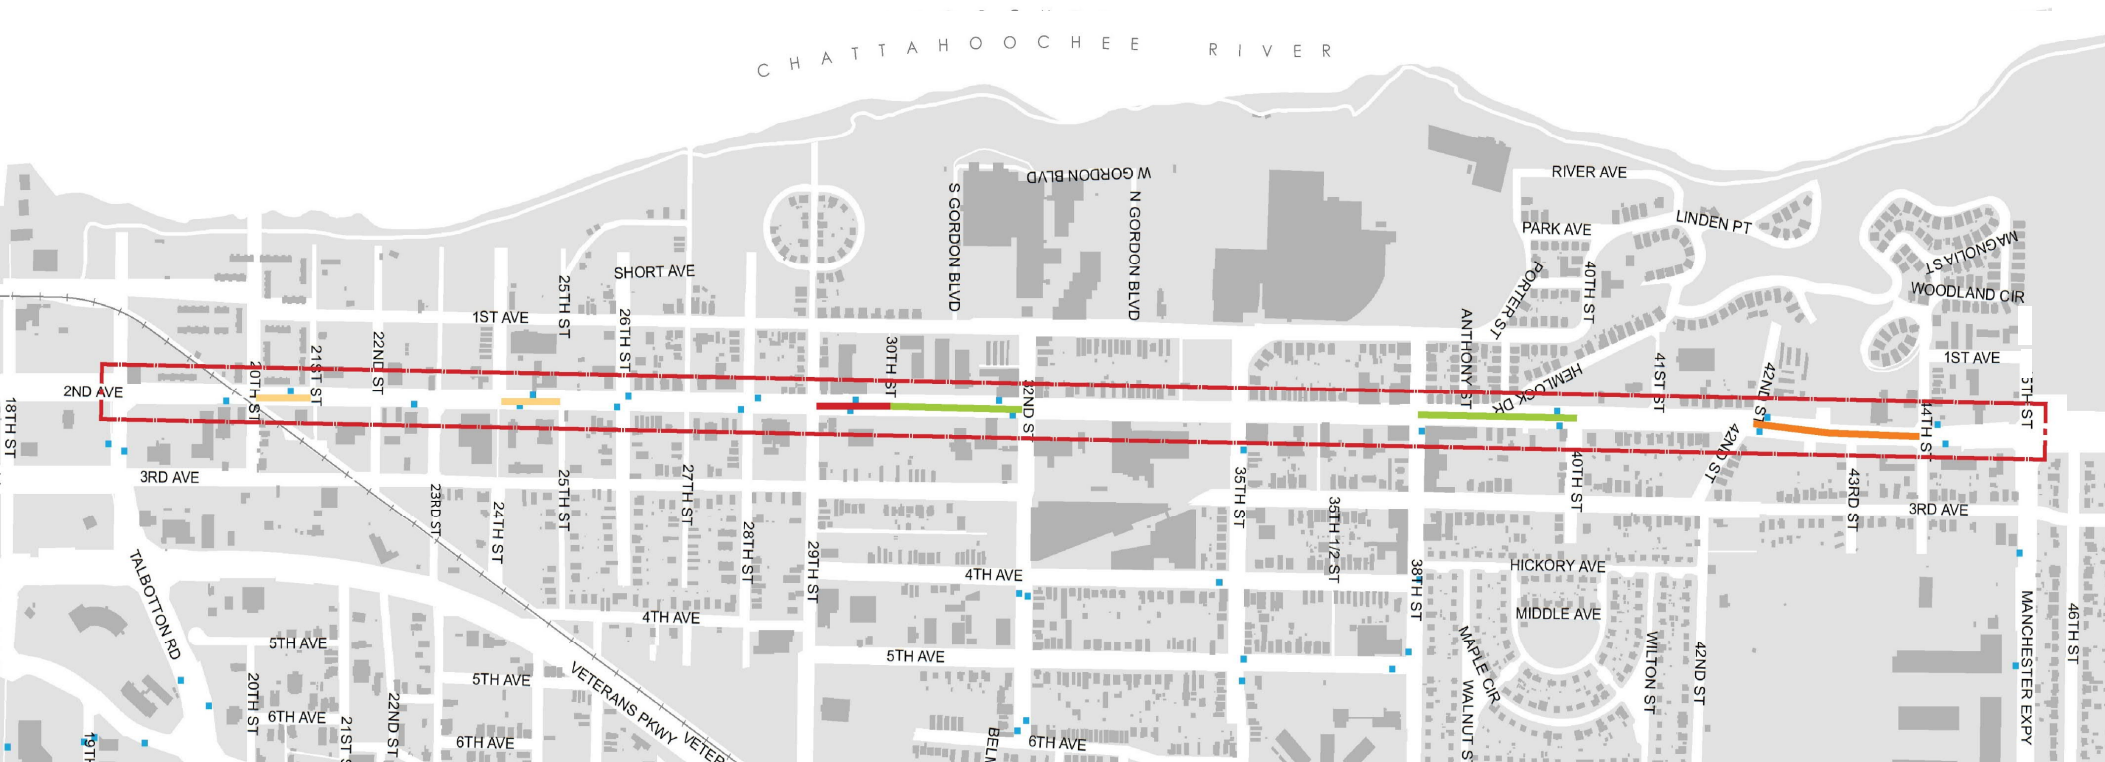 CHATTAHOOCHEE RIVER
W GORDON BLVD
S GORDON BLVD
N GORDON BLVD
RIVER AVE
PARK AVE
LINDEN PT
MAGNOLIA ST
WOODLAND CIR
SHORT AVE
25TH ST
26TH ST
1ST AVE
PORTER ST
40TH ST
ANTHONY ST
HEMLOCK DR
41ST ST
42ND ST
1ST AVE
5TH ST
44TH ST
2ND AVE
18TH ST
20TH ST
21ST ST
22ND ST
30TH ST
32ND ST
42ND ST
3RD AVE
23RD ST
24TH ST
25TH ST
27TH ST
28TH ST
29TH ST
35TH ST
35TH 1/2 ST
38TH ST
40TH ST
43RD ST
3RD AVE
TALBOTTON RD
4TH AVE
HICKORY AVE
MIDDLE AVE
4TH AVE
5TH AVE
5TH AVE
5TH AVE
VETERANS PKWY
VETER
20TH ST
6TH AVE
21ST S
22ND ST
6TH AVE
19TH
BELM
6TH AVE
MAPLE CIR
WALNUT S
WILTON ST
42ND ST
MANCHESTER EXPY
46TH ST